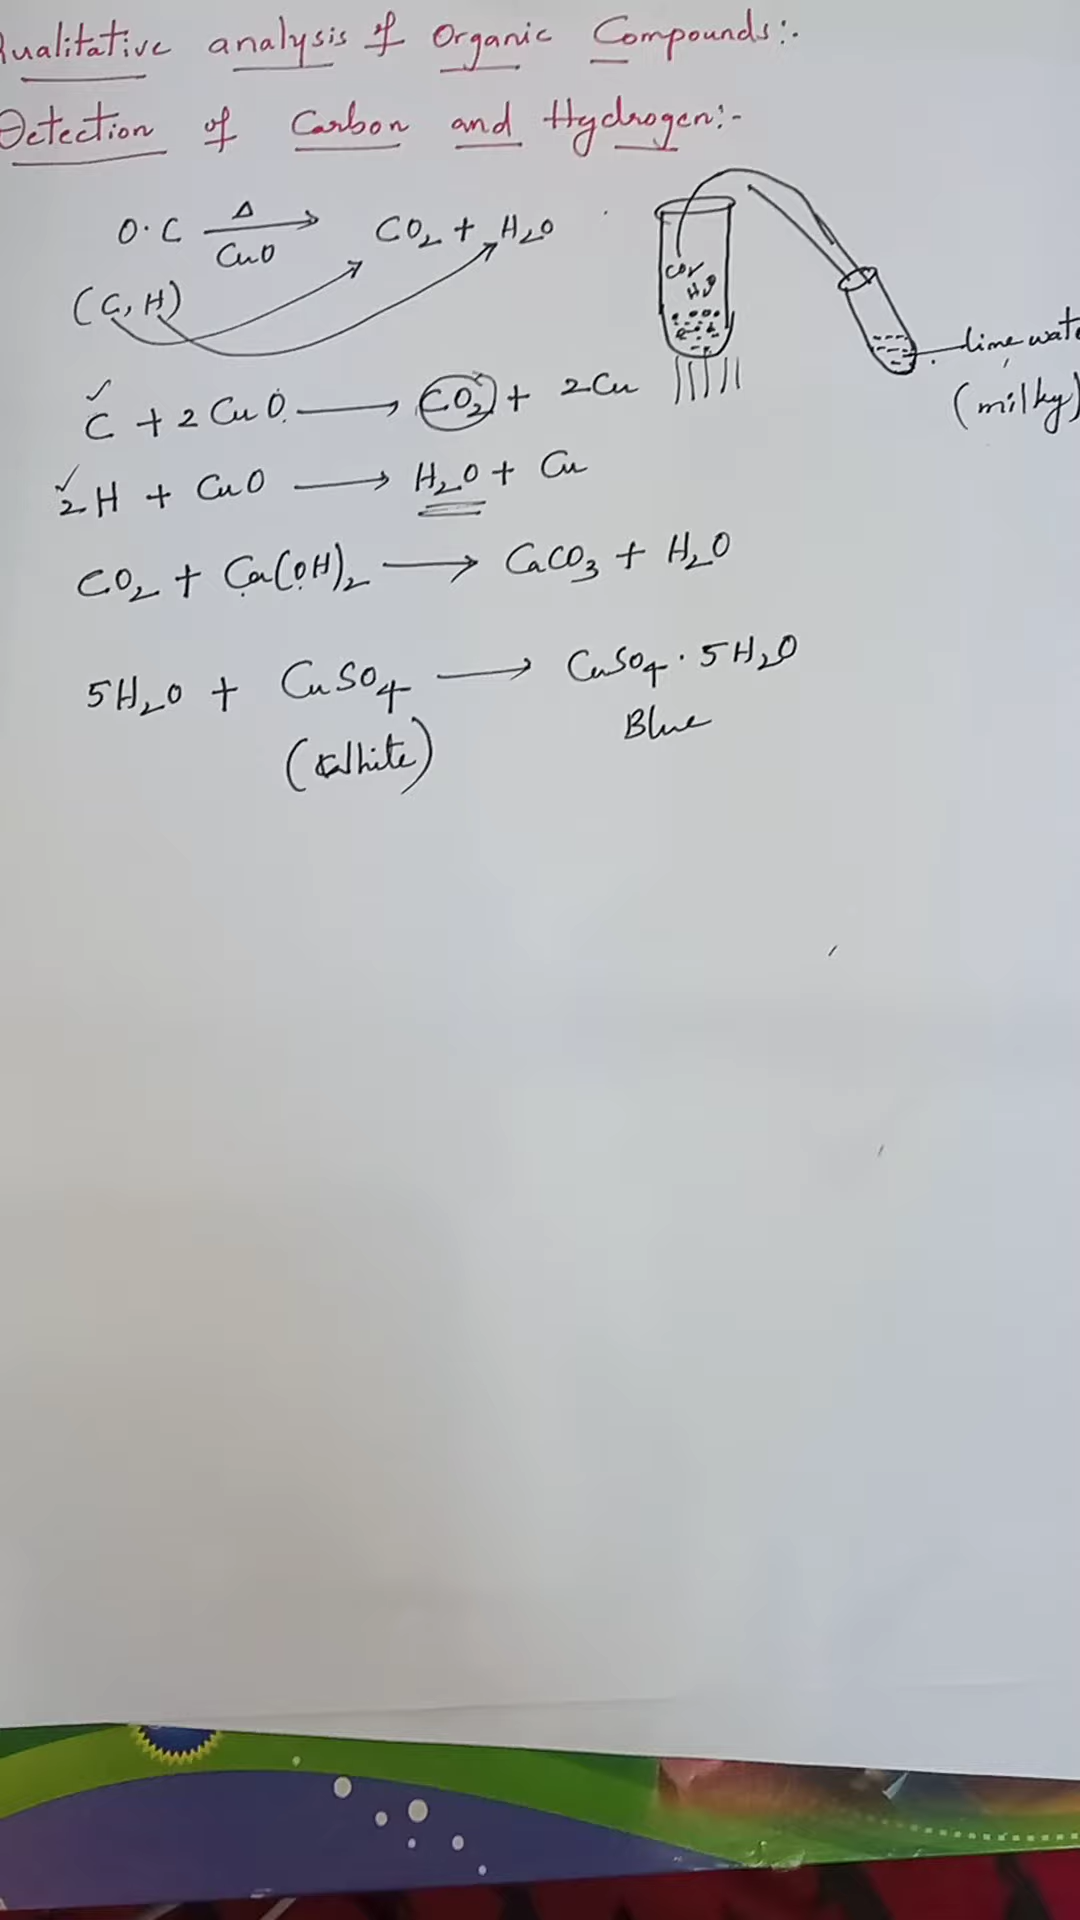 Qualitative analysis of Organic Compounds:-
Detection of Carbon and Hydrogen:-
O.C —Δ/CuO→ CO₂ + H₂O
(C, H)
CO₂
H₂O
lime wate
(milky)
C + 2CuO → CO₂ + 2Cu
2H + CuO → H₂O + Cu
CO₂ + Ca(OH)₂ → CaCO₃ + H₂O
5H₂O + CuSO₄ → CuSO₄ · 5H₂O
(White)
Blue